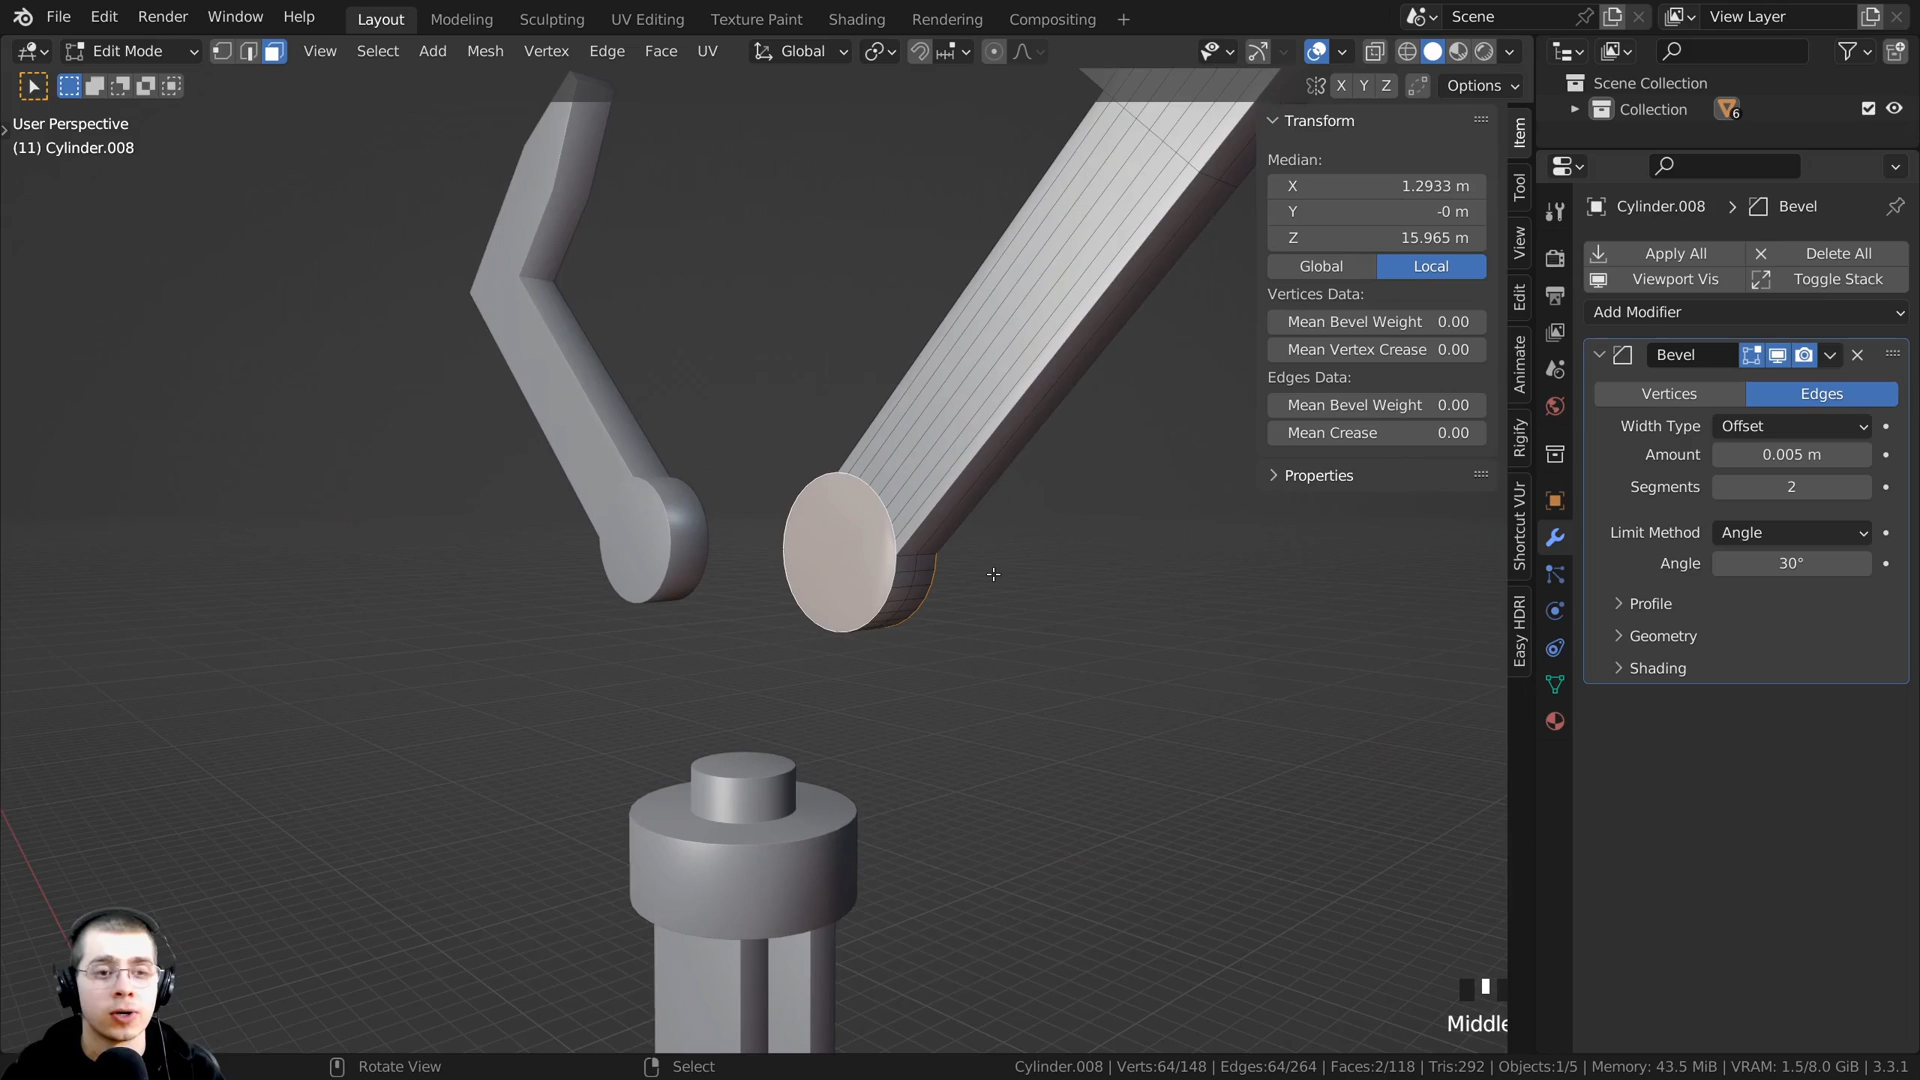 File Edit Render Window Help Layout Modeling Sculpting UV Editing Texture Paint Shading Rendering Compositing Scene View Layer
Edit Mode View Select Add Mesh Vertex Edge Face UV Global
X Y Z Options
User Perspective
(11) Cylinder.008
Transform
Median:
X 1.2933 m
Y -0 m
Z 15.965 m
Global Local
Vertices Data:
Mean Bevel Weight 0.00
Mean Vertex Crease 0.00
Edges Data:
Mean Bevel Weight 0.00
Mean Crease 0.00
Properties
Item
Tool
View
Edit
Animate
Rigify
Shortcut VUr
Easy HDRI
Scene Collection
Collection 6
Cylinder.008 Bevel
Apply All Delete All
Viewport Vis Toggle Stack
Add Modifier
Bevel
Vertices Edges
Width Type Offset
Amount 0.005 m
Segments 2
Limit Method Angle
Angle 30°
Profile
Geometry
Shading
Middle
Rotate View Select Cylinder.008 | Verts:64/148 | Edges:64/264 | Faces:2/118 | Tris:292 | Objects:1/5 | Memory: 43.5 MiB | VRAM: 1.5/8.0 GiB | 3.3.1